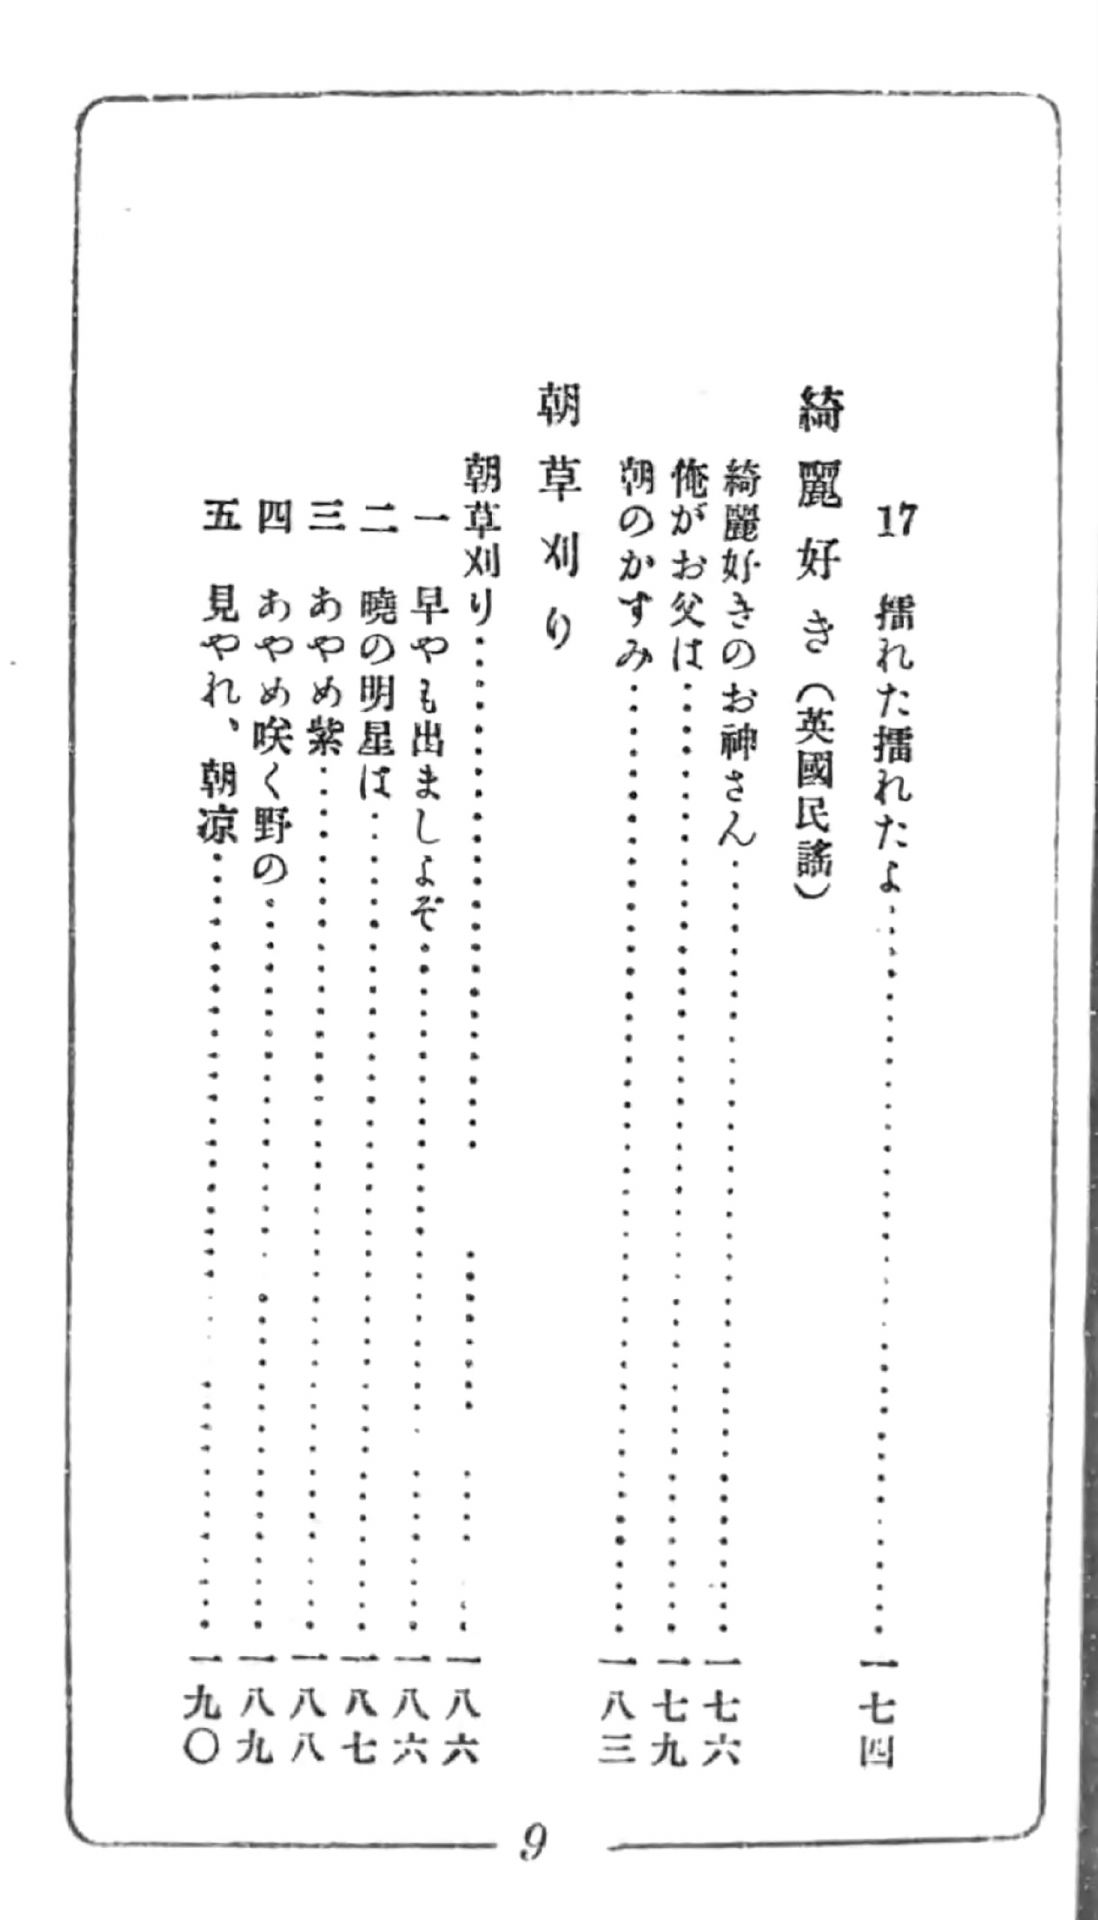 17 擂れた擂れたよ……………一七四
綺麗好き（英國民謠）
綺麗好きのお神さん……………一七六
俺がお父は……………一七九
朝のかすみ……………一八三
朝草刈り
朝草刈り……………一八六
一 早やも出ましよぞ……………一八六
二 曉の明星は……………一八七
三 あやめ紫……………一八八
四 あやめ咲く野の……………一八九
五 見やれ、朝凉……………一九〇
9